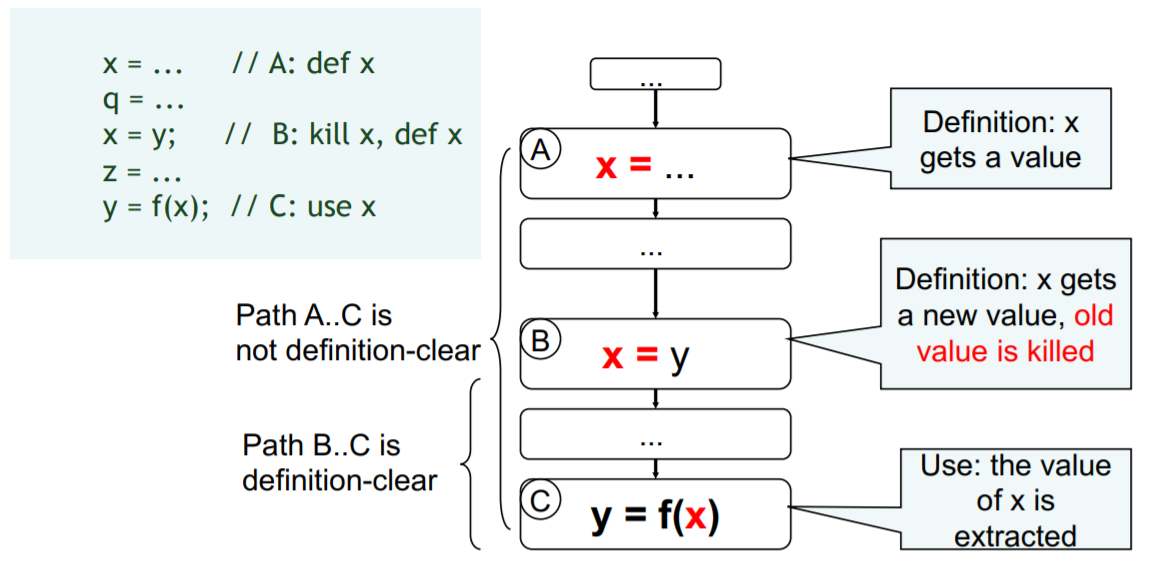 x = ... // A: def x
q = ...
x = y; // B: kill x, def x
z = ...
y = f(x); // C: use x
...
A
x = ...
Definition: x
gets a value
...
Path A..C is
not definition-clear
B
x = y
Definition: x gets
a new value, old
value is killed
...
Path B..C is
definition-clear
C
y = f(x)
Use: the value
of x is
extracted